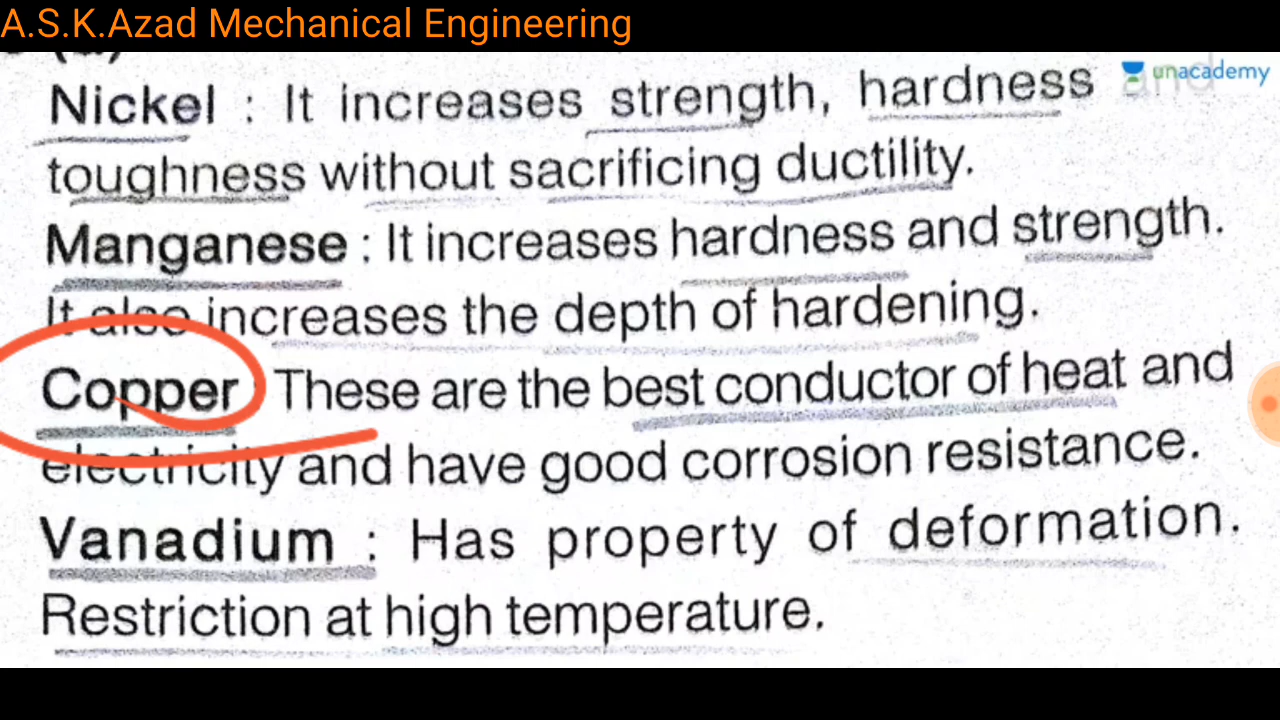 A.S.K.Azad Mechanical Engineering
unacademy
Nickel : It increases strength, hardness and
toughness without sacrificing ductility.
Manganese : It increases hardness and strength.
It also increases the depth of hardening.
Copper These are the best conductor of heat and
electricity and have good corrosion resistance.
Vanadium : Has property of deformation.
Restriction at high temperature.